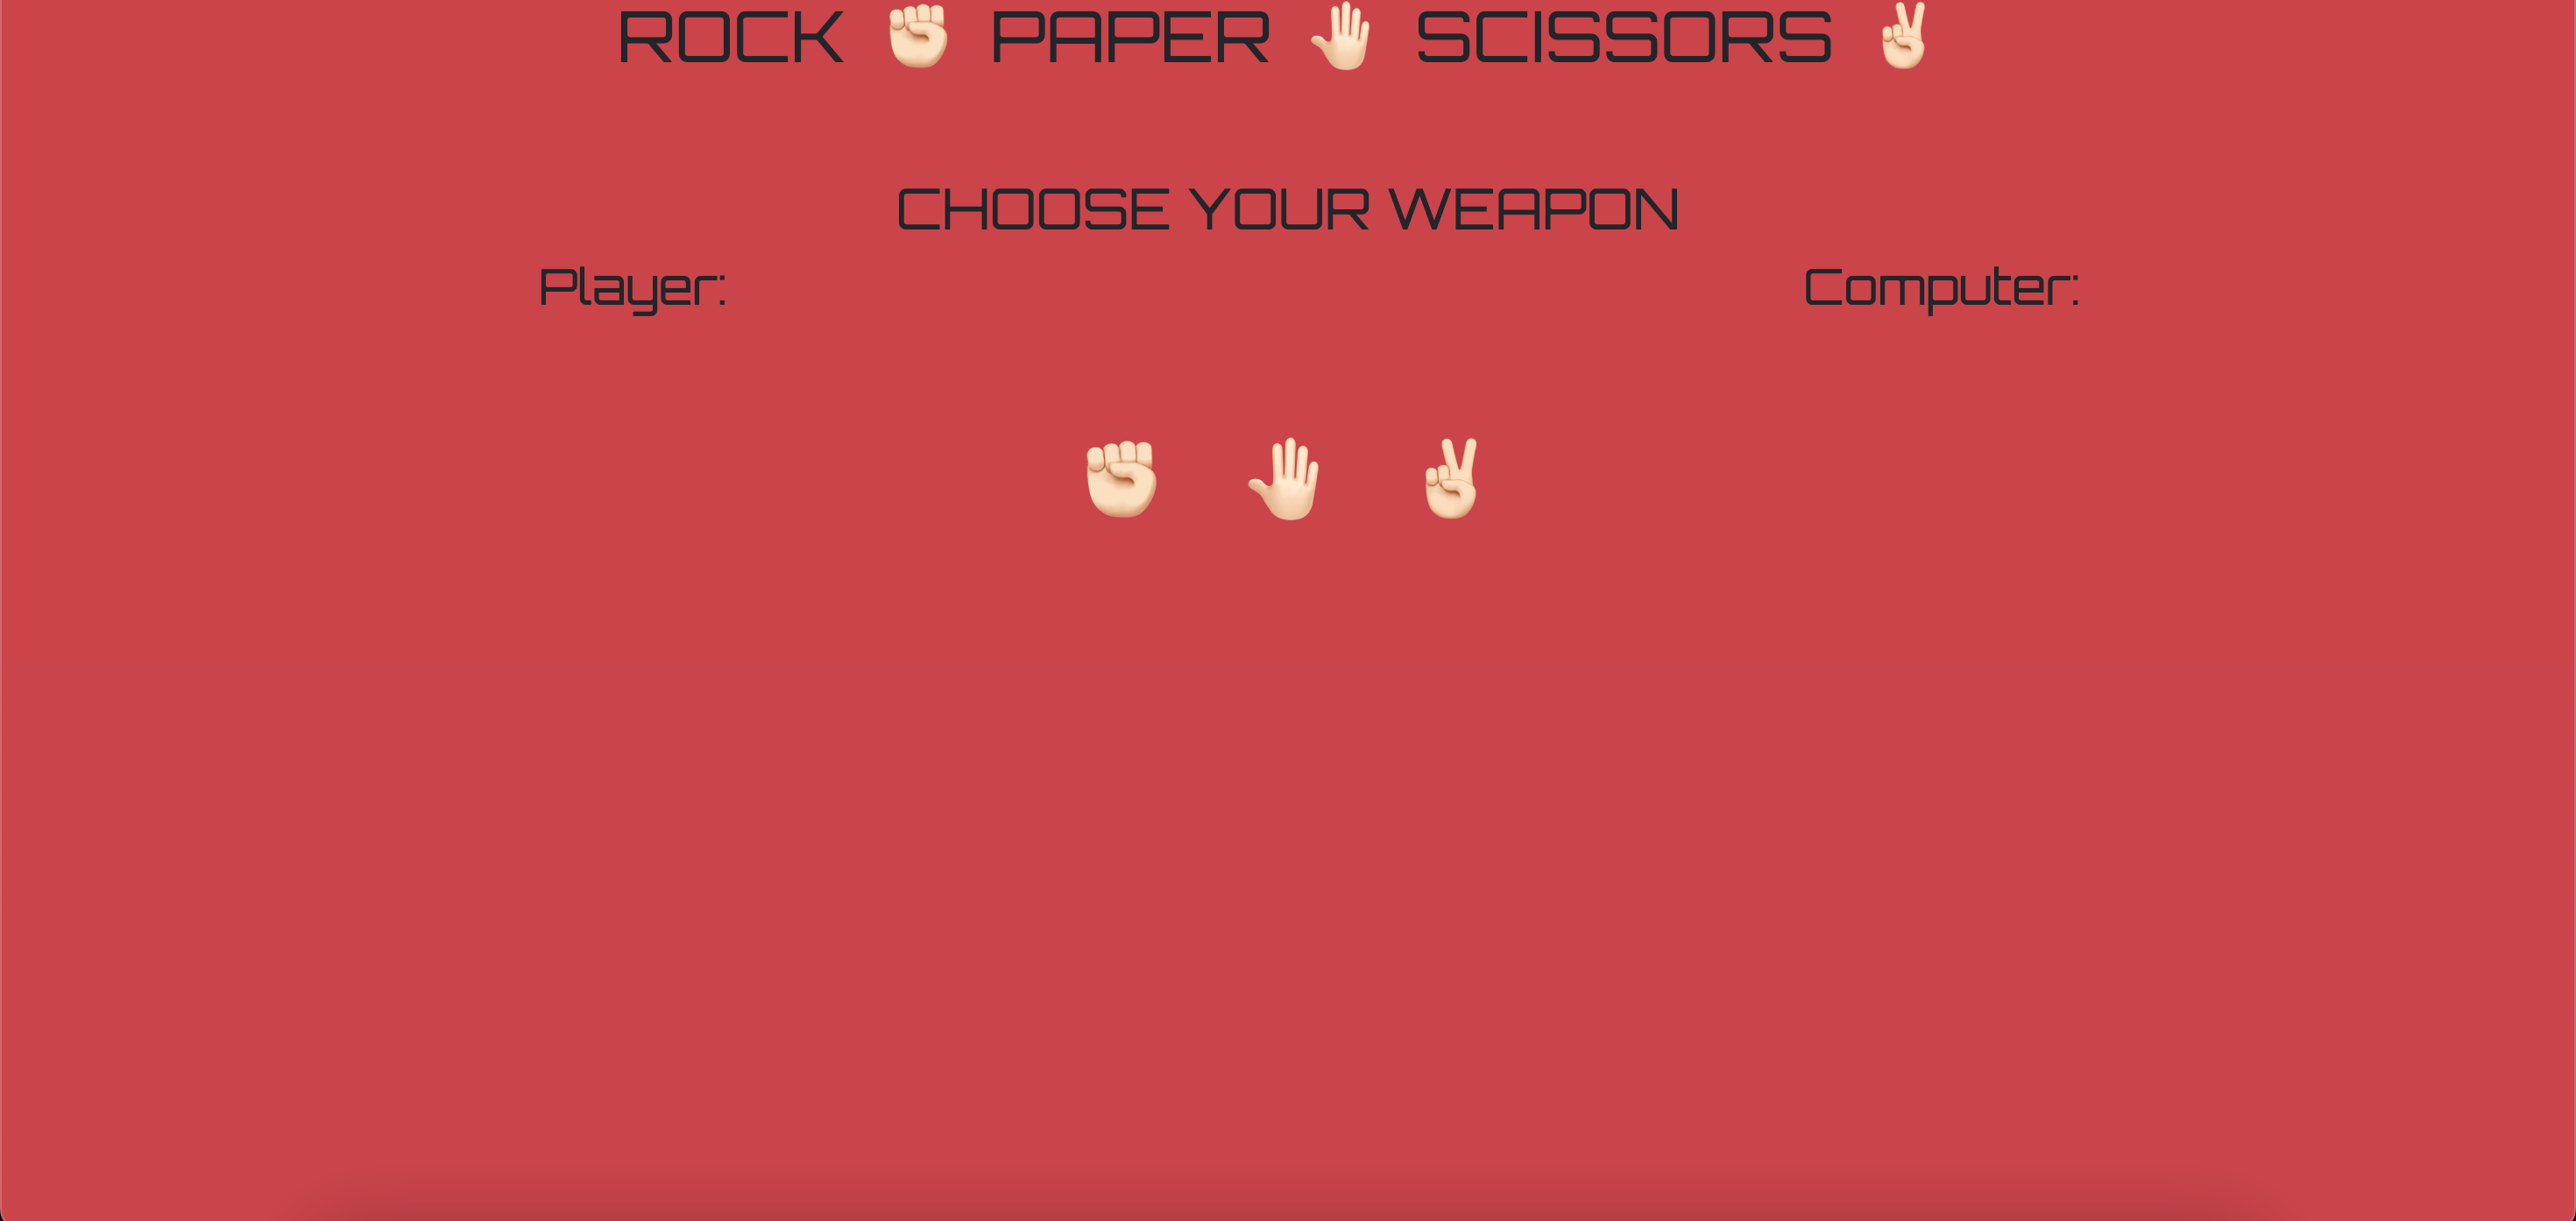 ROCK ✊🏻 PAPER 🤚🏻 SCISSORS ✌🏻
CHOOSE YOUR WEAPON
Player: Computer:
✊🏻 🤚🏻 ✌🏻